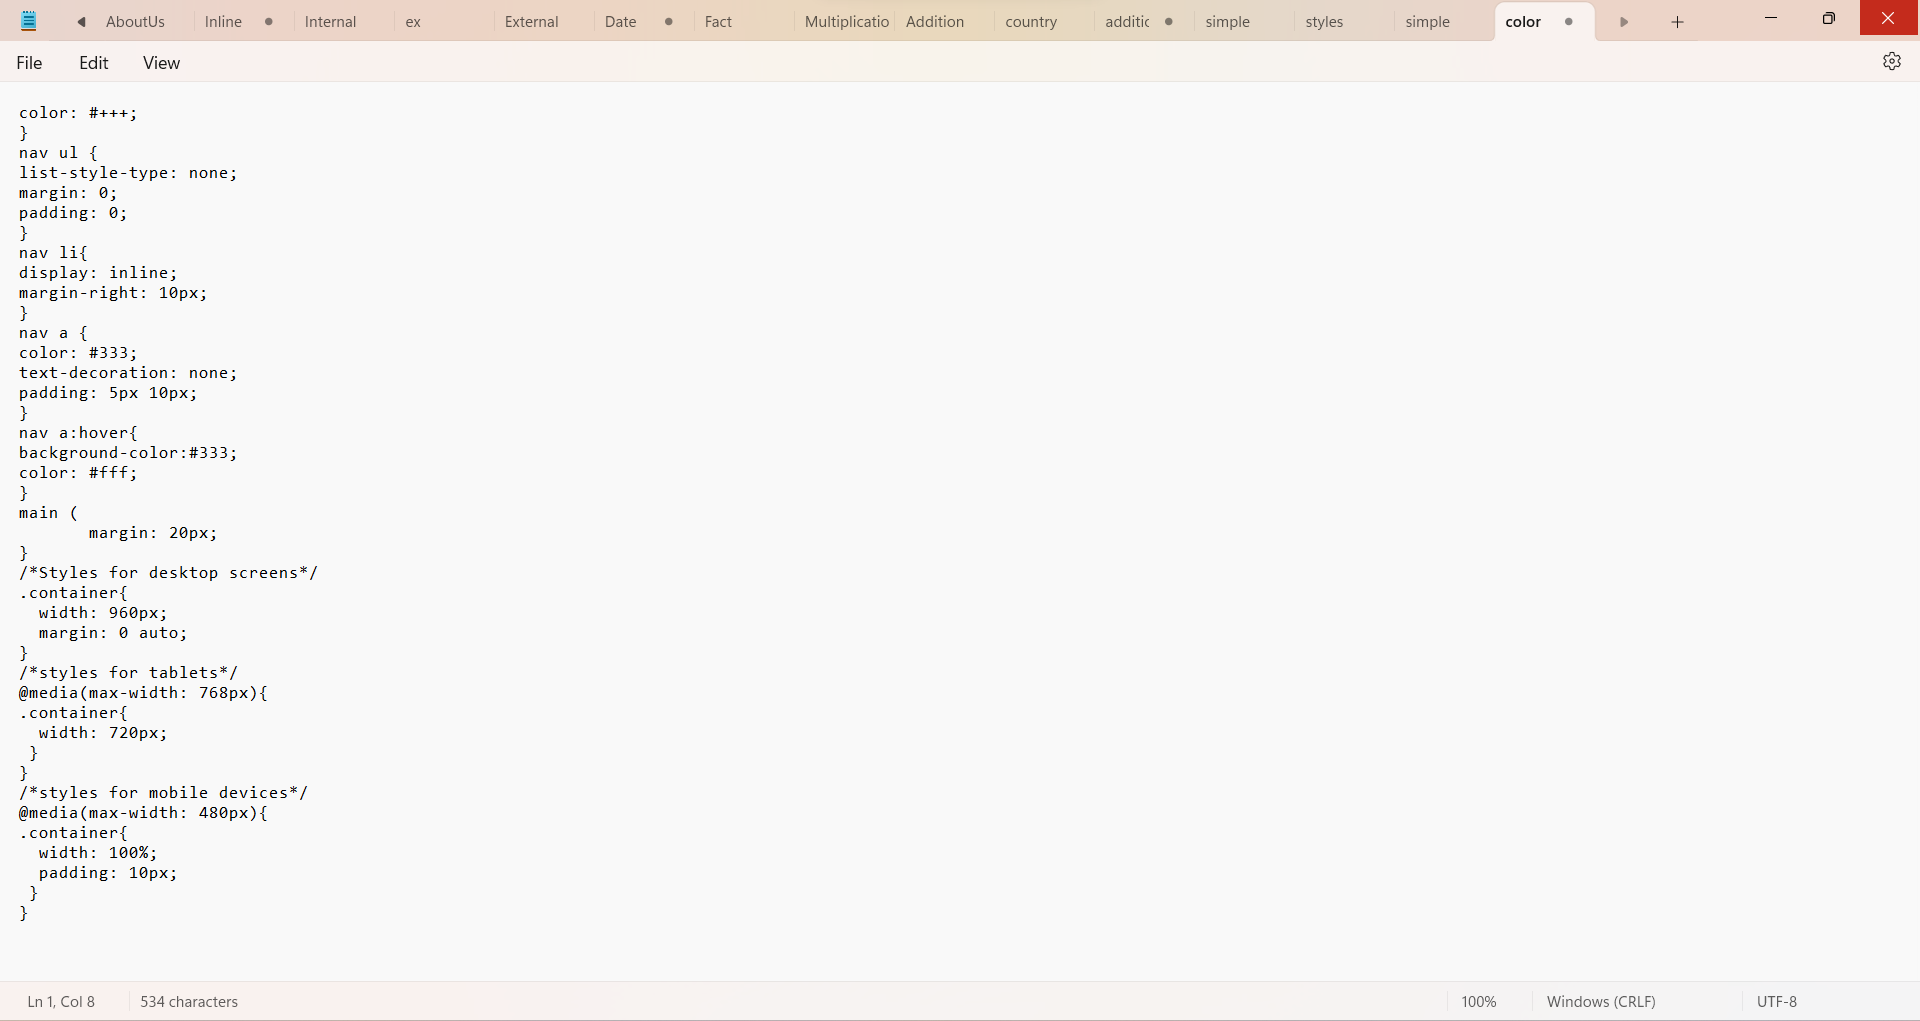 AboutUs Inline Internal ex External Date Fact Multiplicatio Addition country additic simple styles simple color
File Edit View
color: #+++;
}
nav ul {
list-style-type: none;
margin: 0;
padding: 0;
}
nav li{
display: inline;
margin-right: 10px;
}
nav a {
color: #333;
text-decoration: none;
padding: 5px 10px;
}
nav a:hover{
background-color:#333;
color: #fff;
}
main (
        margin: 20px;
}
/*Styles for desktop screens*/
.container{
  width: 960px;
  margin: 0 auto;
}
/*styles for tablets*/
@media(max-width: 768px){
.container{
  width: 720px;
 }
}
/*styles for mobile devices*/
@media(max-width: 480px){
.container{
  width: 100%;
  padding: 10px;
 }
}
Ln 1, Col 8 534 characters 100% Windows (CRLF) UTF-8